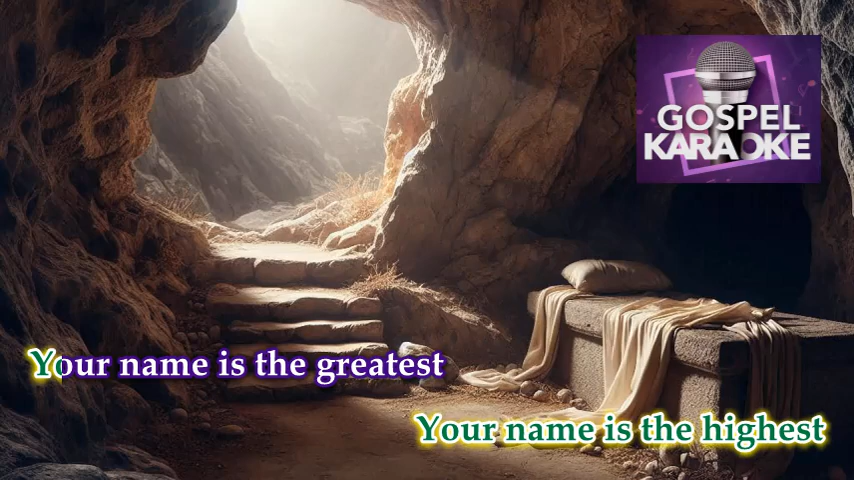 GOSPEL
KARAOKE
Your name is the greatest
Your name is the highest